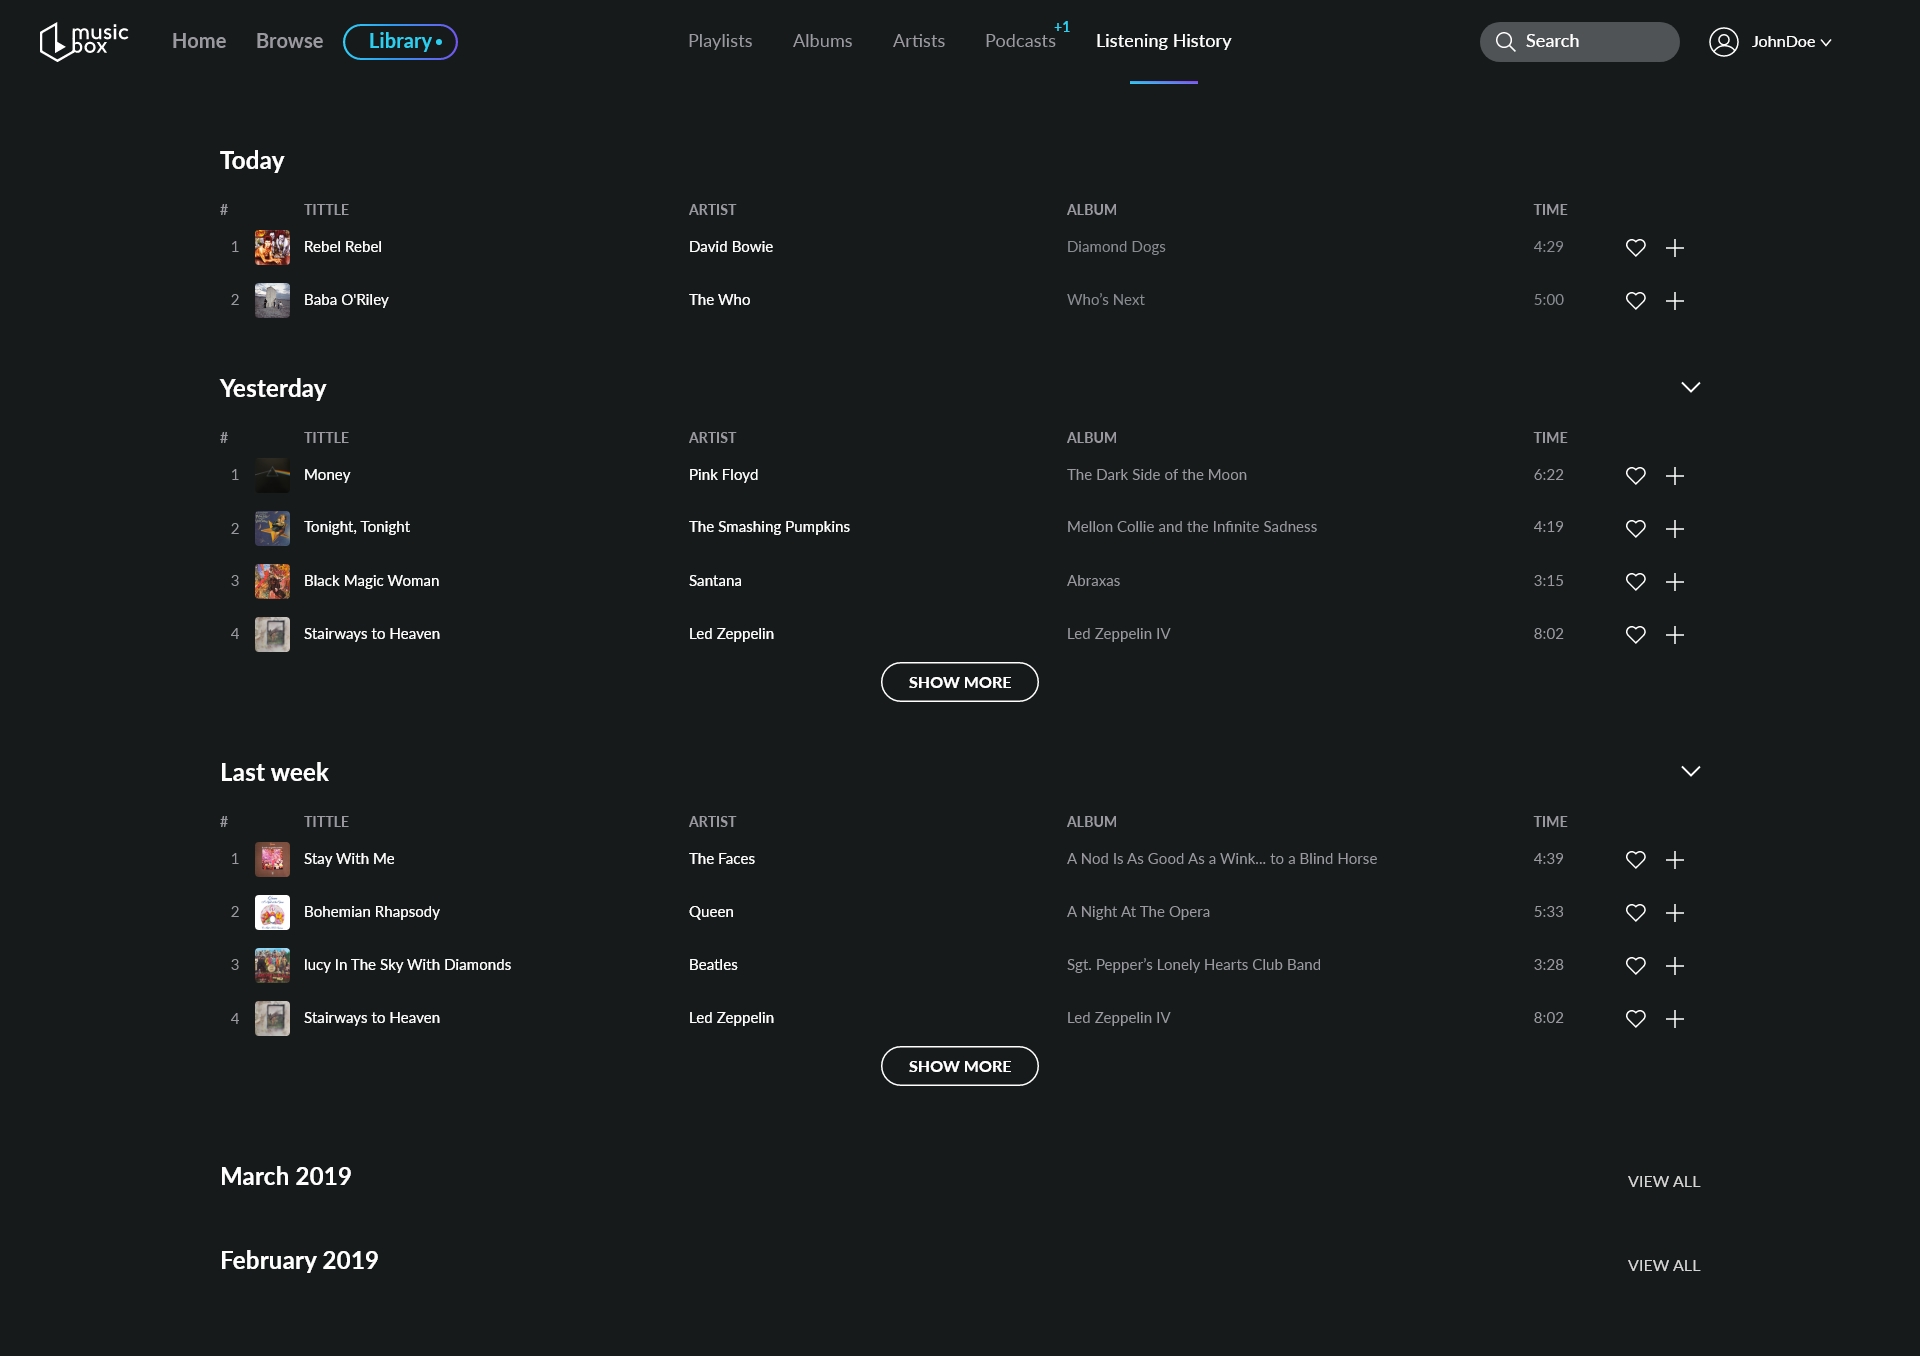 music box
Home Browse Library
Playlists Albums Artists Podcasts +1 Listening History
Search
JohnDoe
Today
# TITTLE ARTIST ALBUM TIME
1 Rebel Rebel David Bowie Diamond Dogs 4:29
2 Baba O'Riley The Who Who’s Next 5:00
Yesterday
# TITTLE ARTIST ALBUM TIME
1 Money Pink Floyd The Dark Side of the Moon 6:22
2 Tonight, Tonight The Smashing Pumpkins Mellon Collie and the Infinite Sadness 4:19
3 Black Magic Woman Santana Abraxas 3:15
4 Stairways to Heaven Led Zeppelin Led Zeppelin IV 8:02
SHOW MORE
Last week
# TITTLE ARTIST ALBUM TIME
1 Stay With Me The Faces A Nod Is As Good As a Wink... to a Blind Horse 4:39
2 Bohemian Rhapsody Queen A Night At The Opera 5:33
3 lucy In The Sky With Diamonds Beatles Sgt. Pepper’s Lonely Hearts Club Band 3:28
4 Stairways to Heaven Led Zeppelin Led Zeppelin IV 8:02
SHOW MORE
March 2019 VIEW ALL
February 2019 VIEW ALL